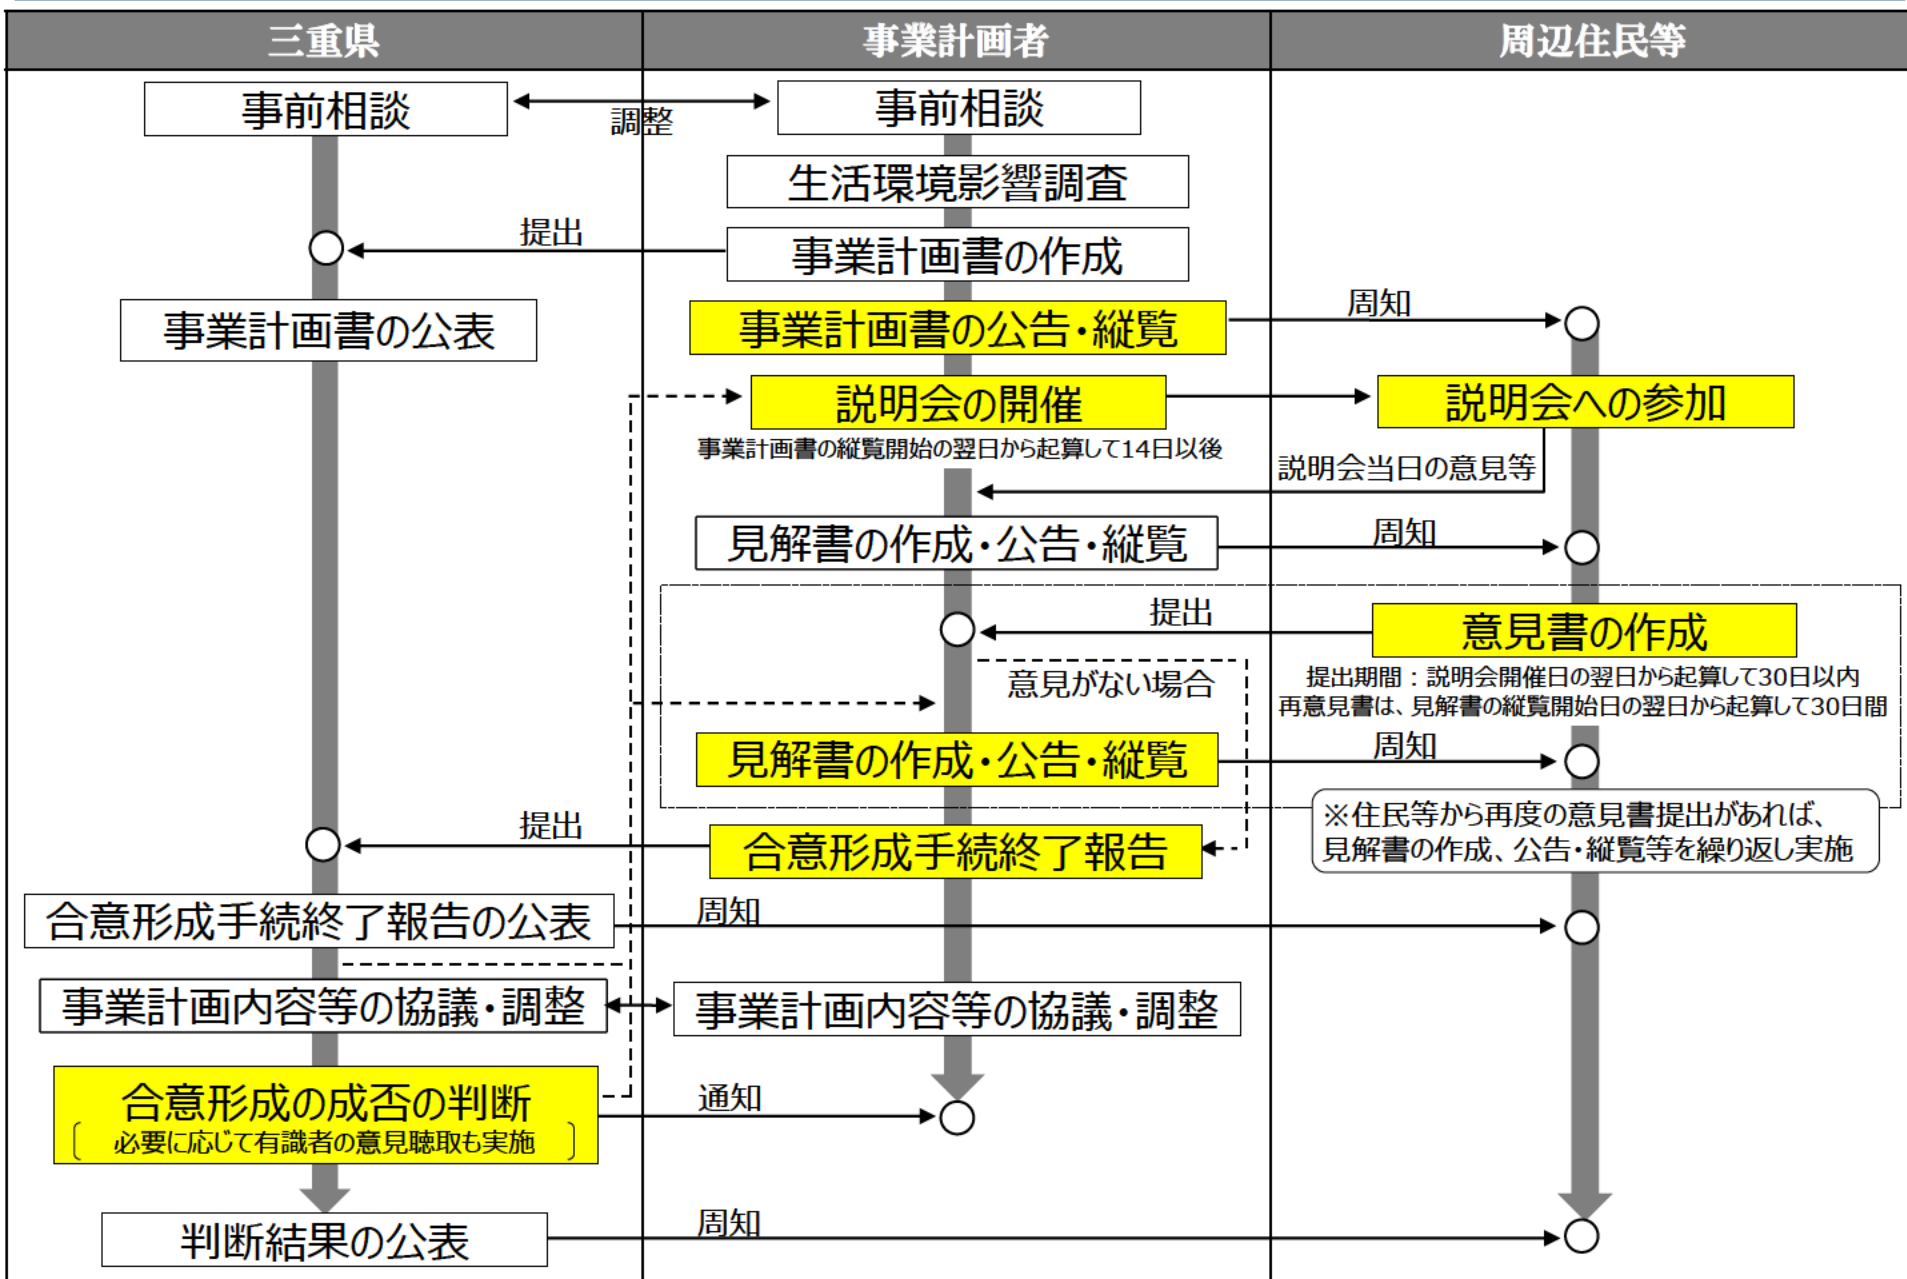 三重県
事業計画者
周辺住民等
事前相談
調整
事前相談
生活環境影響調査
提出
事業計画書の作成
事業計画書の公表
事業計画書の公告・縦覧
周知
説明会の開催
説明会への参加
事業計画書の縦覧開始の翌日から起算して14日以後
説明会当日の意見等
見解書の作成・公告・縦覧
周知
提出
意見書の作成
意見がない場合
提出期間：説明会開催日の翌日から起算して30日以内
再意見書は、見解書の縦覧開始日の翌日から起算して30日間
見解書の作成・公告・縦覧
周知
※住民等から再度の意見書提出があれば、
見解書の作成、公告・縦覧等を繰り返し実施
提出
合意形成手続終了報告
合意形成手続終了報告の公表
周知
事業計画内容等の協議・調整
事業計画内容等の協議・調整
合意形成の成否の判断
必要に応じて有識者の意見聴取も実施
通知
判断結果の公表
周知